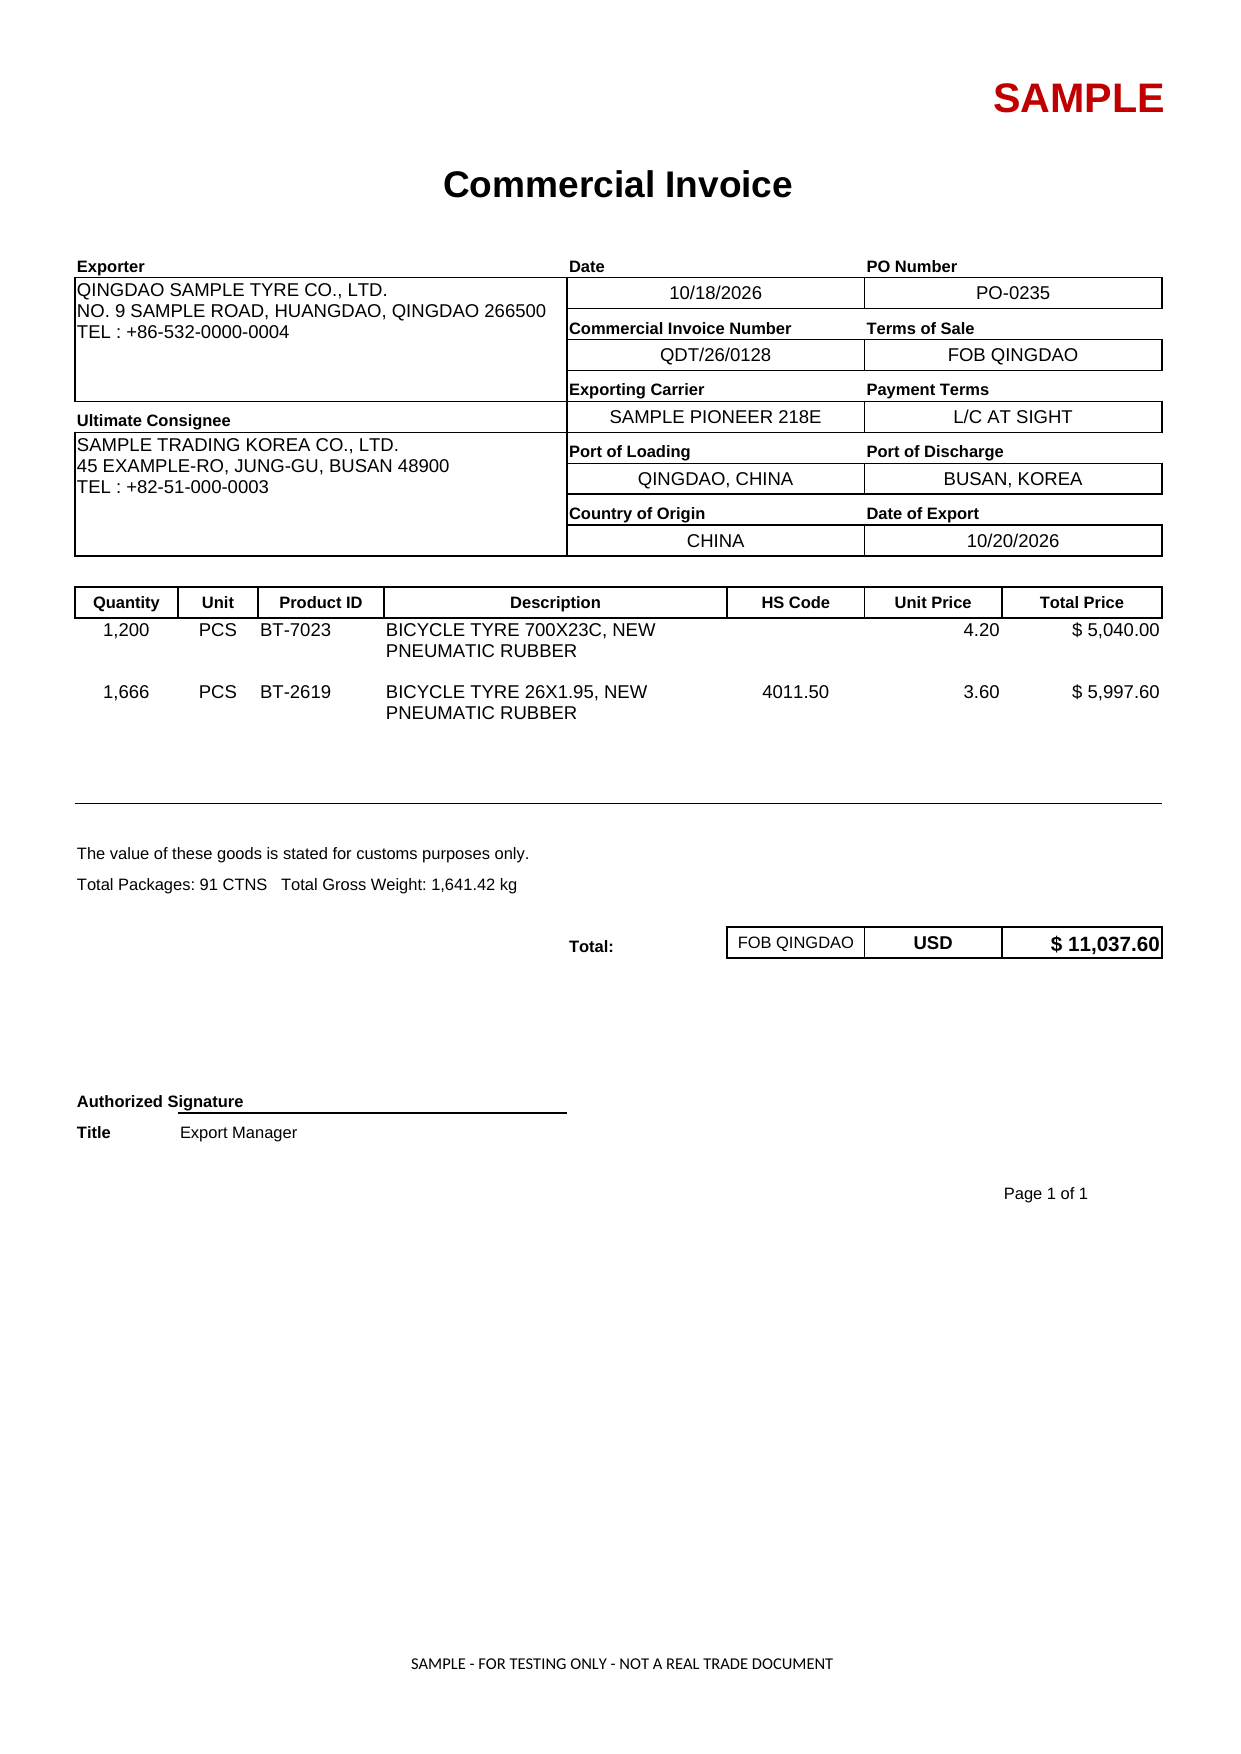 SAMPLE
Commercial Invoice
Exporter
QINGDAO SAMPLE TYRE CO., LTD.
NO. 9 SAMPLE ROAD, HUANGDAO, QINGDAO 266500
TEL : +86-532-0000-0004
Date PO Number
10/18/2026 PO-0235
Commercial Invoice Number Terms of Sale
QDT/26/0128 FOB QINGDAO
Exporting Carrier Payment Terms
SAMPLE PIONEER 218E L/C AT SIGHT
Ultimate Consignee
SAMPLE TRADING KOREA CO., LTD.
45 EXAMPLE-RO, JUNG-GU, BUSAN 48900
TEL : +82-51-000-0003
Port of Loading Port of Discharge
QINGDAO, CHINA BUSAN, KOREA
Country of Origin Date of Export
CHINA 10/20/2026
Quantity Unit Product ID Description HS Code Unit Price Total Price
1,200 PCS BT-7023 BICYCLE TYRE 700X23C, NEW 4.20 $ 5,040.00
PNEUMATIC RUBBER
1,666 PCS BT-2619 BICYCLE TYRE 26X1.95, NEW 4011.50 3.60 $ 5,997.60
PNEUMATIC RUBBER
The value of these goods is stated for customs purposes only.
Total Packages: 91 CTNS Total Gross Weight: 1,641.42 kg
Total: FOB QINGDAO USD $ 11,037.60
Authorized Signature
Title Export Manager
Page 1 of 1
SAMPLE - FOR TESTING ONLY - NOT A REAL TRADE DOCUMENT